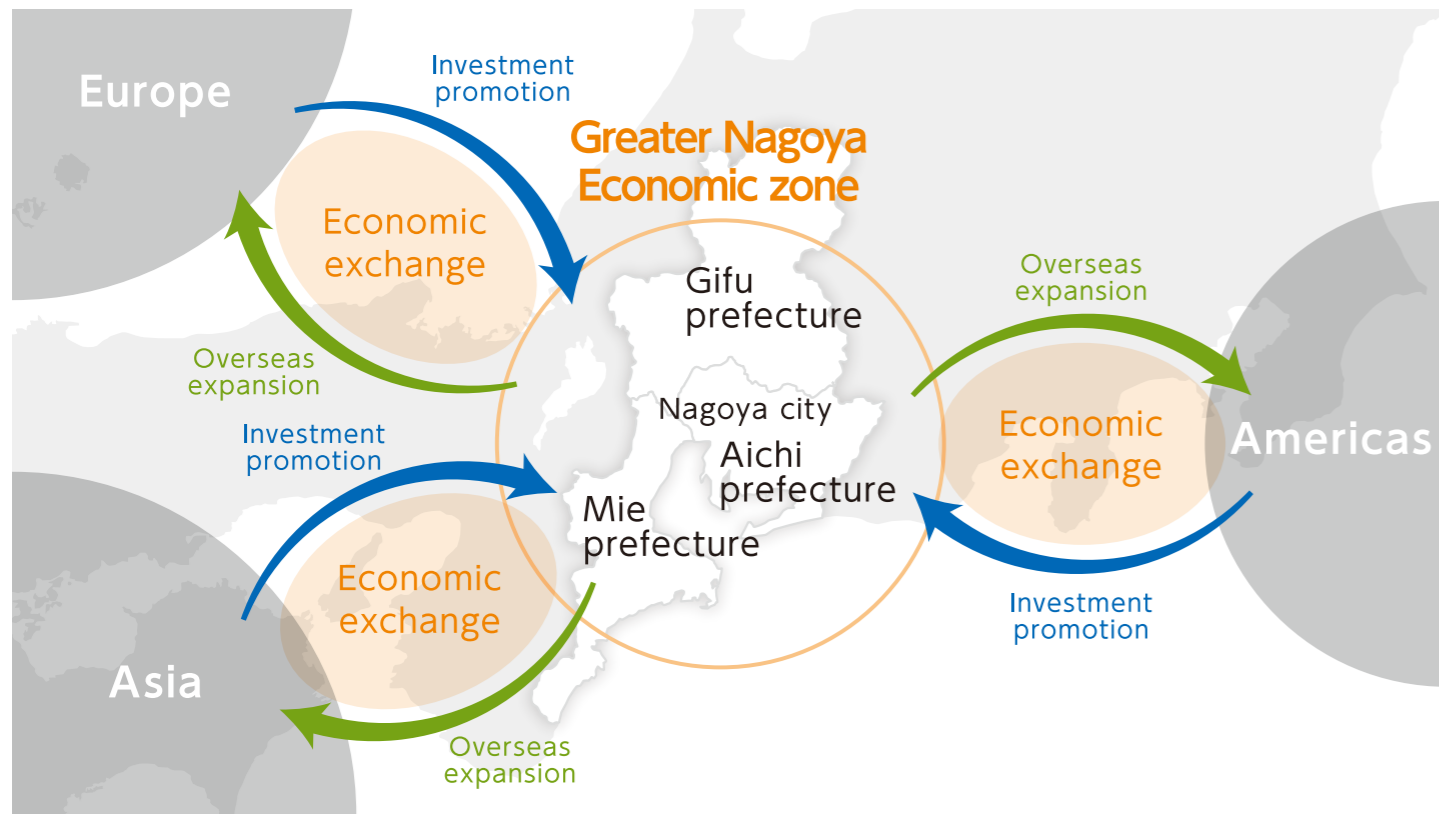 Europe
Investment
promotion
Greater Nagoya
Economic zone
Economic
exchange
Overseas
expansion
Gifu
prefecture
Nagoya city
Aichi
prefecture
Mie
prefecture
Overseas
expansion
Economic
exchange
Americas
Investment
promotion
Investment
promotion
Economic
exchange
Asia
Overseas
expansion